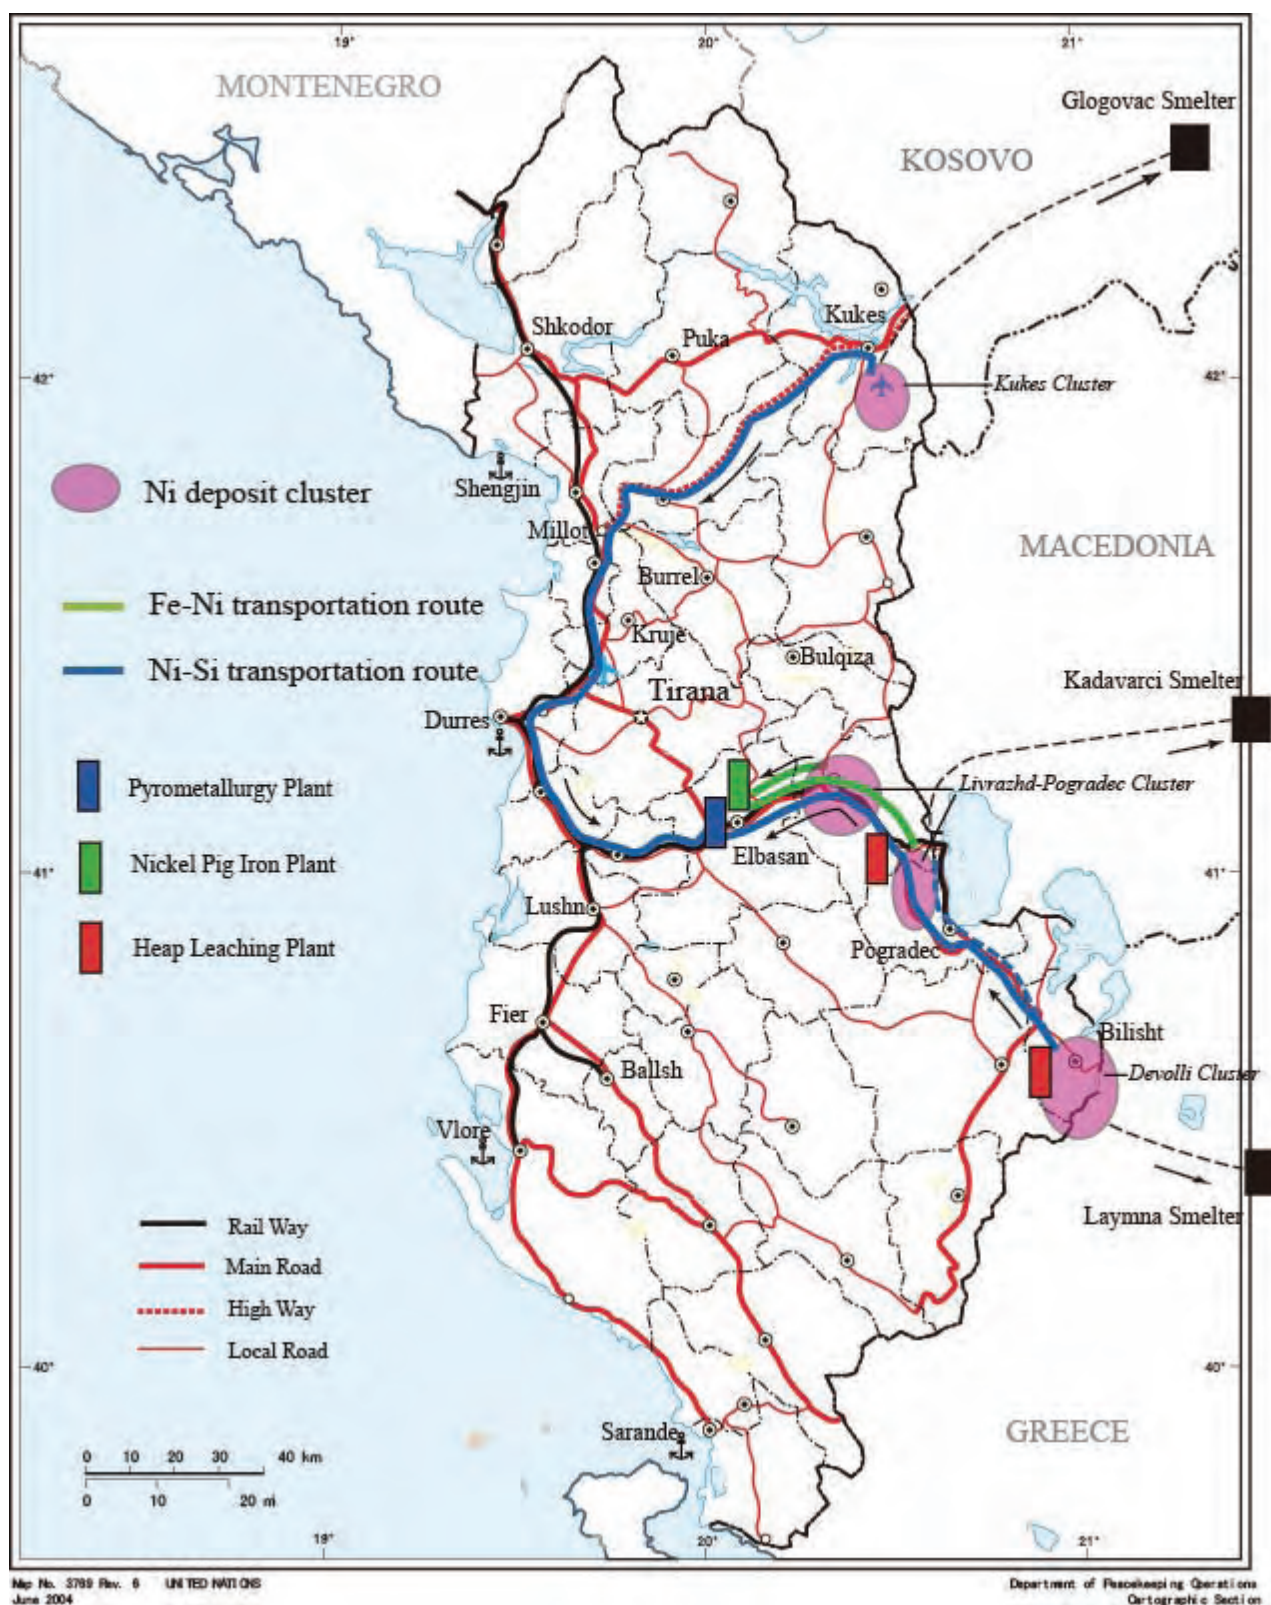 19°
20°
21°
MONTENEGRO
Glogovac Smelter
KOSOVO
Kukes
Shkodor
Puka
42°
42°
Kukes Cluster
Ni deposit cluster
Shengjin
Millot
MACEDONIA
Burrel
Fe-Ni transportation route
Kruje
Bulqiza
Ni-Si transportation route
Tirana
Kadavarci Smelter
Durres
Pyrometallurgy Plant
Livrazhd-Pogradec Cluster
Elbasan
Nickel Pig Iron Plant
41°
41°
Lushn
Heap Leaching Plant
Pogradec
Fier
Bilisht
Ballsh
Devolli Cluster
Vlore
Rail Way
Laymna Smelter
Main Road
High Way
Local Road
40°
40°
Sarande
GREECE
0 10 20 30 40 km
0 10 20 mi
19°
20°
21°
Map No. 3769 Rev. 6 UNITED NATIONS
June 2004
Department of Peacekeeping Operations
Cartographic Section